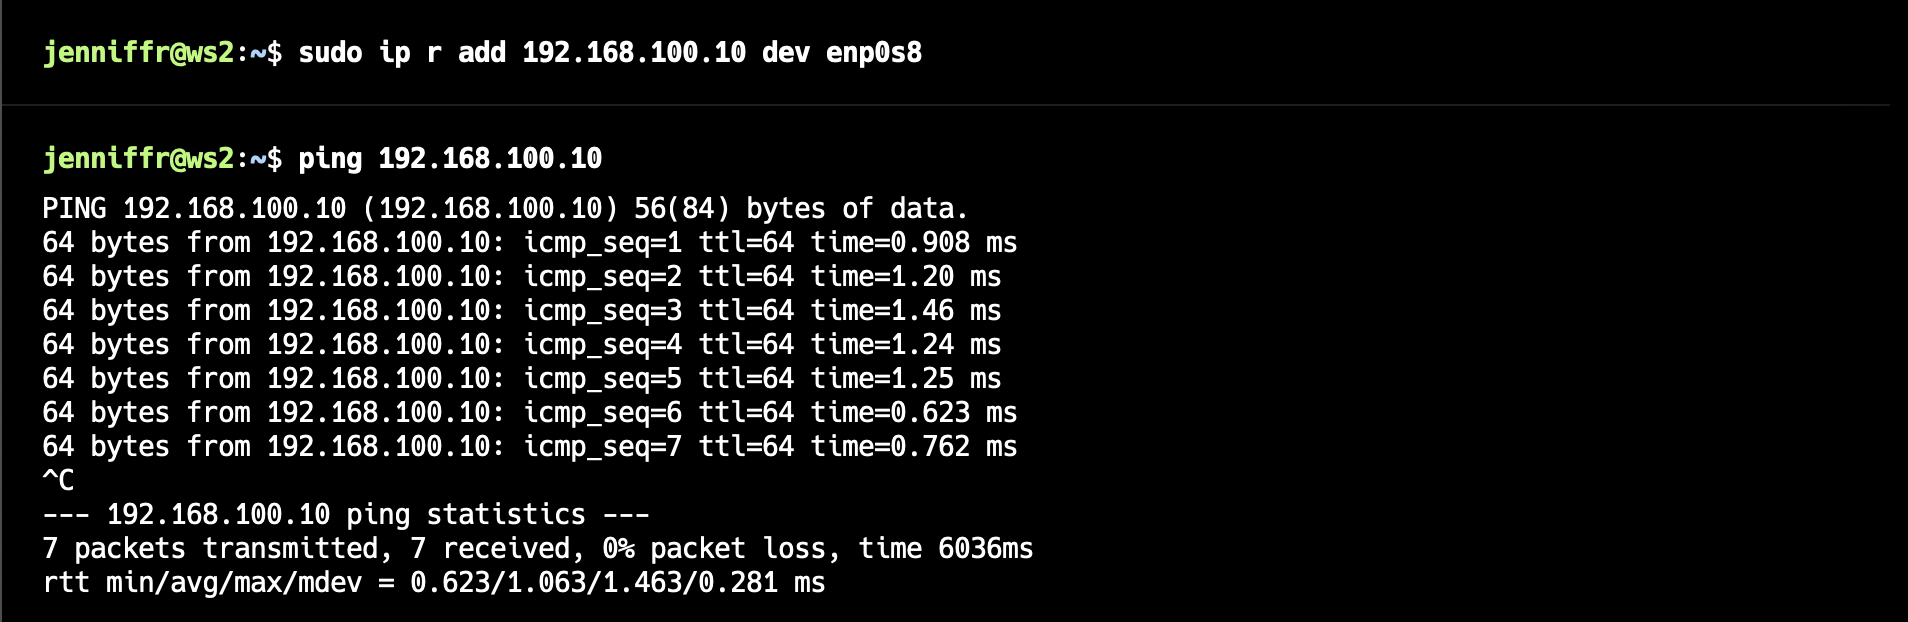 jenniffr@ws2:~$ sudo ip r add 192.168.100.10 dev enp0s8
jenniffr@ws2:~$ ping 192.168.100.10
PING 192.168.100.10 (192.168.100.10) 56(84) bytes of data.
64 bytes from 192.168.100.10: icmp_seq=1 ttl=64 time=0.908 ms
64 bytes from 192.168.100.10: icmp_seq=2 ttl=64 time=1.20 ms
64 bytes from 192.168.100.10: icmp_seq=3 ttl=64 time=1.46 ms
64 bytes from 192.168.100.10: icmp_seq=4 ttl=64 time=1.24 ms
64 bytes from 192.168.100.10: icmp_seq=5 ttl=64 time=1.25 ms
64 bytes from 192.168.100.10: icmp_seq=6 ttl=64 time=0.623 ms
64 bytes from 192.168.100.10: icmp_seq=7 ttl=64 time=0.762 ms
^C
--- 192.168.100.10 ping statistics ---
7 packets transmitted, 7 received, 0% packet loss, time 6036ms
rtt min/avg/max/mdev = 0.623/1.063/1.463/0.281 ms